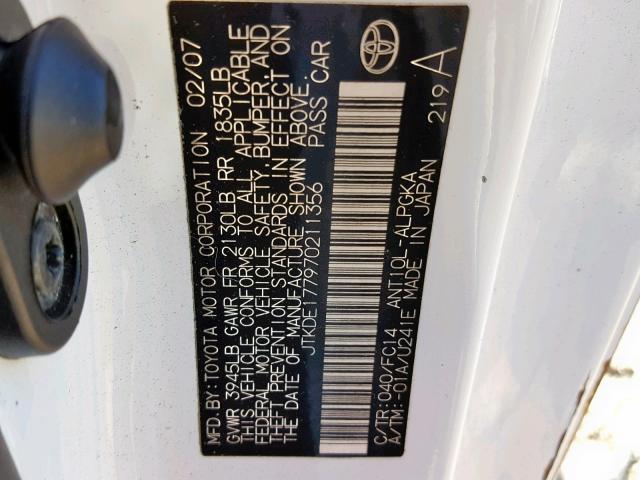 MFD.BY:TOYOTA MOTOR CORPORATION 02/07
GVWR 3945LB GAWR FR 2130LB RR 1835LB
THIS VEHICLE CONFORMS TO ALL APPLICABLE
FEDERAL MOTOR VEHICLE SAFETY, BUMPER, AND
THEFT PREVENTION STANDARDS IN EFFECT ON
THE DATE OF MANUFACTURE SHOWN ABOVE.
JTKDE177970211356 PASS CAR
C/TR:040/FC14 ANT10L-ALPGKA
A/TM:-01A/U241E MADE IN JAPAN 219 A